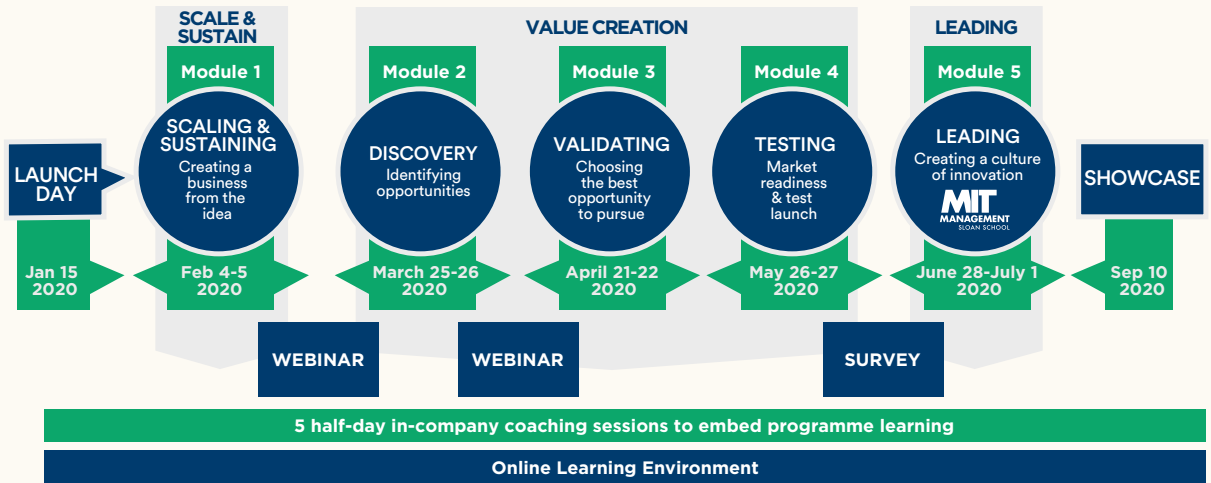 SCALE &
SUSTAIN
VALUE CREATION
LEADING
Module 1
Module 2
Module 3
Module 4
Module 5
LAUNCH
DAY
SCALING &
SUSTAINING
Creating a
business
from the
idea
DISCOVERY
Identifying
opportunities
VALIDATING
Choosing
the best
opportunity
to pursue
TESTING
Market
readiness
& test
launch
LEADING
Creating a culture
of innovation
MIT
MANAGEMENT
SLOAN SCHOOL
SHOWCASE
Jan 15
2020
Feb 4-5
2020
March 25-26
2020
April 21-22
2020
May 26-27
2020
June 28-July 1
2020
Sep 10
2020
WEBINAR
WEBINAR
SURVEY
5 half-day in-company coaching sessions to embed programme learning
Online Learning Environment